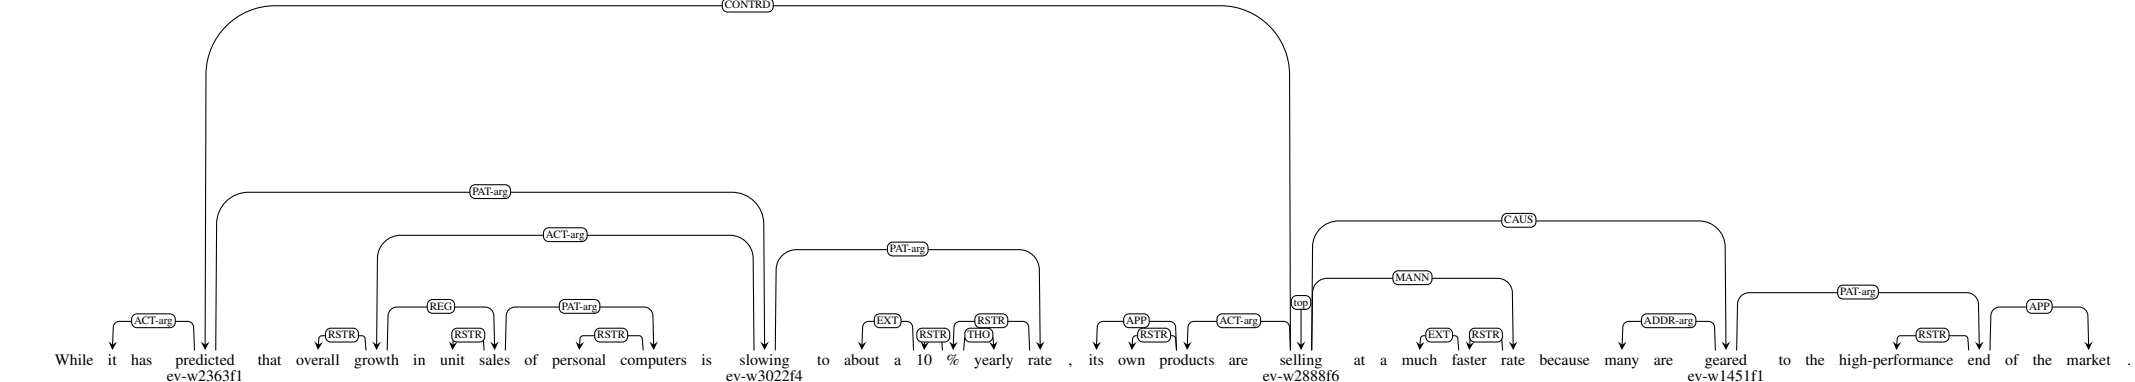 CONTRD
PAT-arg
ACT-arg CAUS
PAT-arg
MANN
PAT-arg
REG PAT-arg top APP
ACT-arg EXT RSTR APP ACT-arg ADDR-arg
RSTR RSTR RSTR RSTR THO RSTR EXT RSTR RSTR
While it has predicted that overall growth in unit sales of personal computers is slowing to about a 10 % yearly rate , its own products are selling at a much faster rate because many are geared to the high-performance end of the market .
ev-w2363f1 ev-w3022f4 ev-w2888f6 ev-w1451f1